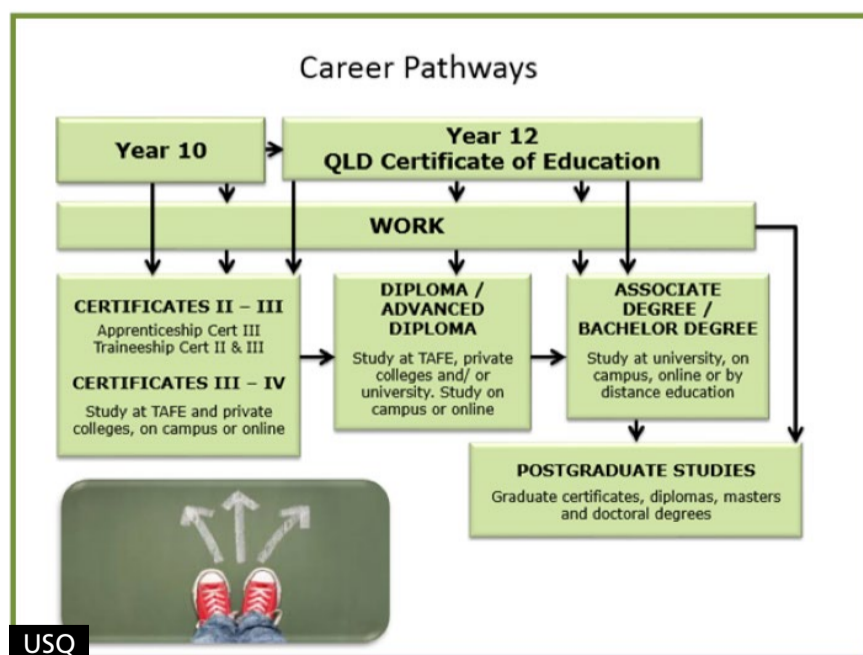 Career Pathways
Year 10
Year 12
QLD Certificate of Education
WORK
CERTIFICATES II – III
Apprenticeship Cert III
Traineeship Cert II & III
CERTIFICATES III – IV
Study at TAFE and private
colleges, on campus or online
DIPLOMA /
ADVANCED
DIPLOMA
Study at TAFE, private
colleges and/ or
university. Study on
campus or online
ASSOCIATE
DEGREE /
BACHELOR DEGREE
Study at university, on
campus, online or by
distance education
POSTGRADUATE STUDIES
Graduate certificates, diplomas, masters
and doctoral degrees
USQ